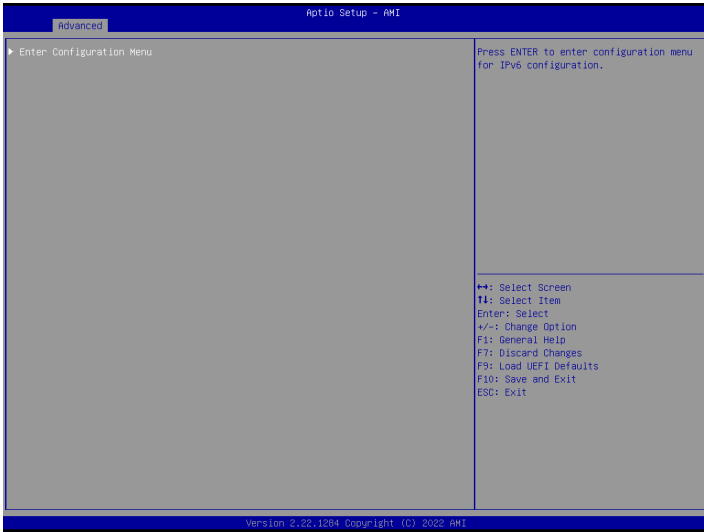 Aptio Setup – AMI
Advanced
▶ Enter Configuration Menu
Press ENTER to enter configuration menu
for IPv6 configuration.
↔: Select Screen
↑↓: Select Item
Enter: Select
+/-: Change Option
F1: General Help
F7: Discard Changes
F9: Load UEFI Defaults
F10: Save and Exit
ESC: Exit
Version 2.22.1284 Copyright (C) 2022 AMI